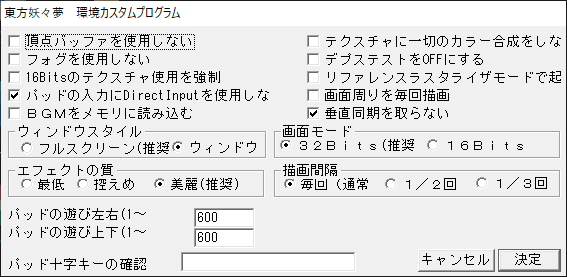 東方妖々夢　環境カスタムプログラム
頂点バッファを使用しない
フォグを使用しない
16Bitsのテクスチャ使用を強制
パッドの入力にDirectInputを使用しな
ＢＧＭをメモリに読み込む
テクスチャに一切のカラー合成をしな
デプステストをOFFにする
リファレンスラスタライザモードで起
画面周りを毎回描画
垂直同期を取らない
ウィンドウスタイル
フルスクリーン(推奨 ウィンドウ
画面モード
３２Ｂｉｔｓ(推奨 １６Ｂｉｔｓ
エフェクトの質
最低 控えめ 美麗(推奨)
描画間隔
毎回（通常 １／２回 １／３回
パッドの遊び左右(1～ 600
パッドの遊び上下(1～ 600
パッド十字キーの確認
キャンセル 決定